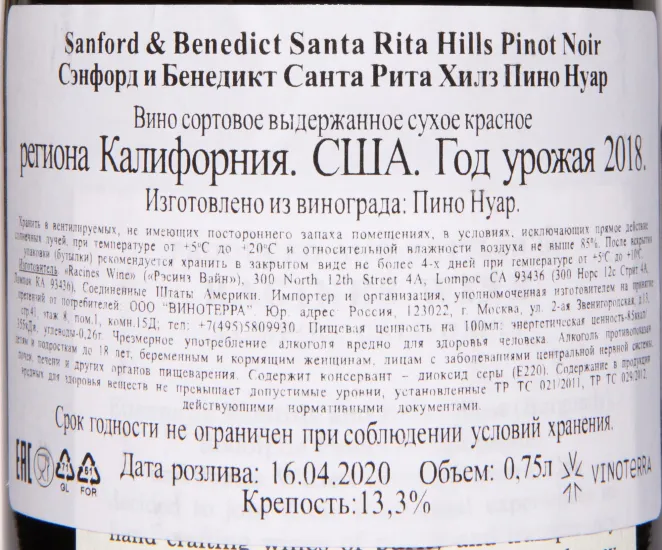 Sanford & Benedict Santa Rita Hills Pinot Noir
Сэнфорд и Бенедикт Санта Рита Хилз Пино Нуар
Вино сортовое выдержанное сухое красное
региона Калифорния. США. Год урожая 2018.
Изготовлено из винограда: Пино Нуар.
Хранить в вентилируемых, не имеющих постороннего запаха помещениях, в условиях, исключающих прямое действие
солнечных лучей, при температуре от +5°С до +20°С и относительной влажности воздуха не выше 85%. После вскрытия
упаковки (бутылки) рекомендуется хранить в закрытом виде не более 4-х дней при температуре от +5°С до +10°С.
Изготовитель «Racines Wine» («Рэсинз Вайн»), 300 North 12th Street 4A, Lompoc CA 93436 (300 Норс 12с Стрит 4А,
Ломпок КА 93436), Соединенные Штаты Америки. Импортер и организация, уполномоченная изготовителем на принятие
претензий от потребителей ООО "ВИНОТЕРРА". Юр. адрес Россия, 123022, г. Москва, ул. 2-ая Звенигородская, д.13,
стр.41, этаж 8, пом.1, комн.15Д; тел: +7(495)5809930. Пищевая ценность на 100мл: энергетическая ценность-85ккал/
355кДж, углеводы-0,26г. Чрезмерное употребление алкоголя вредно для здоровья человека. Алкоголь противопоказан
детям и подросткам до 18 лет, беременным и кормящим женщинам, лицам с заболеваниями центральной нервной системы,
почек, печени и других органов пищеварения. Содержит консервант – диоксид серы (E220). Содержание в продукции
вредных для здоровья веществ не превышает допустимые уровни, установленные ТР ТС 021/2011, ТР ТС 029/2012
действующими нормативными документами.
Срок годности не ограничен при соблюдении условий хранения.
EAC 71 GL 51 FOR Дата розлива: 16.04.2020 Объем: 0,75л VINOTERRA
Крепость:13,3%